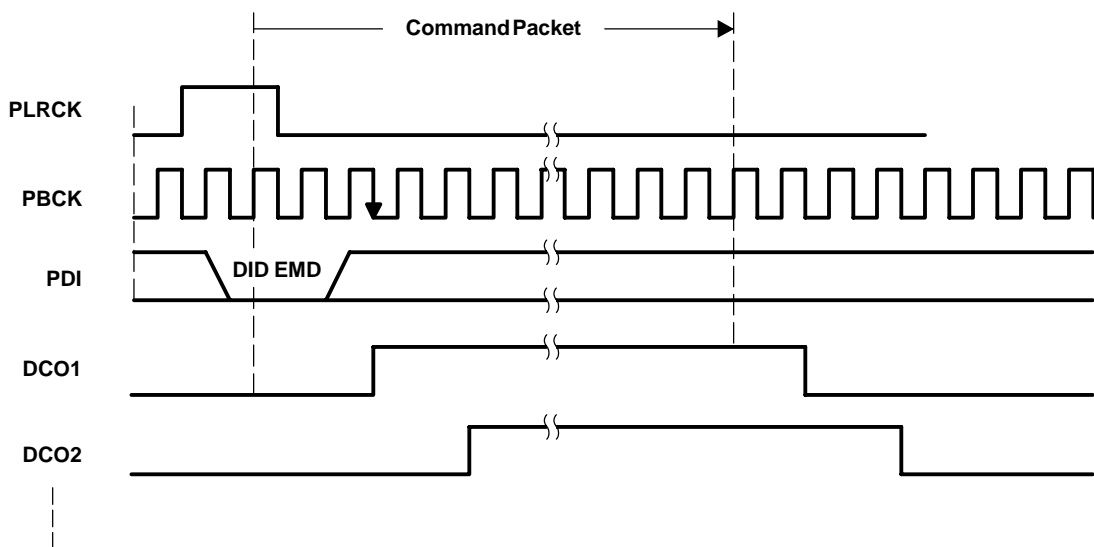 Command Packet
PLRCK
PBCK
PDI
DID EMD
DCO1
DCO2